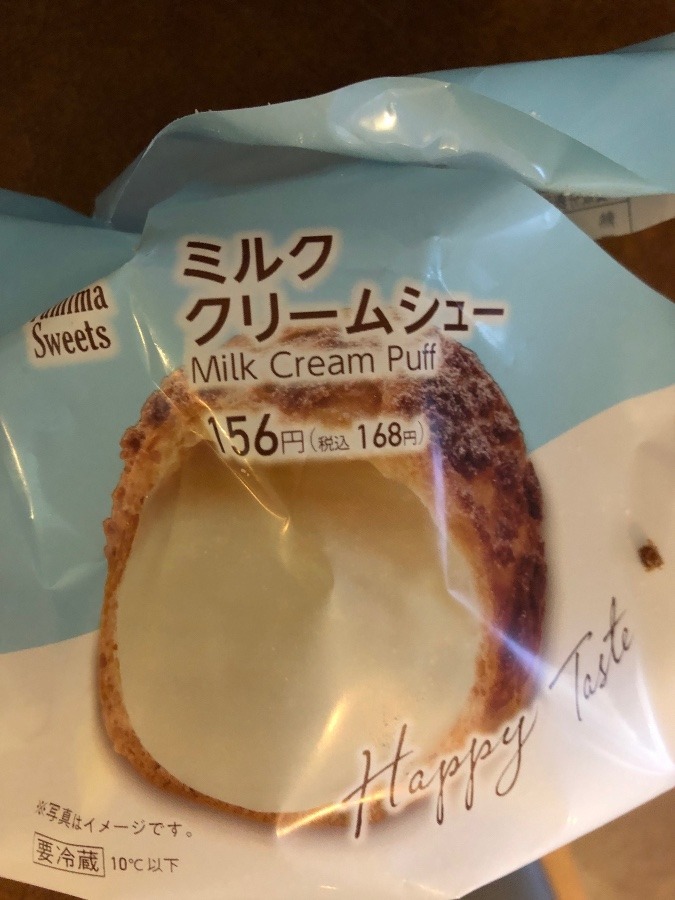 Sweets
ミルク
クリームシュー
Milk Cream Puff
156円(税込 168円)
Happy Taste
※写真はイメージです。
要冷蔵 10℃以下